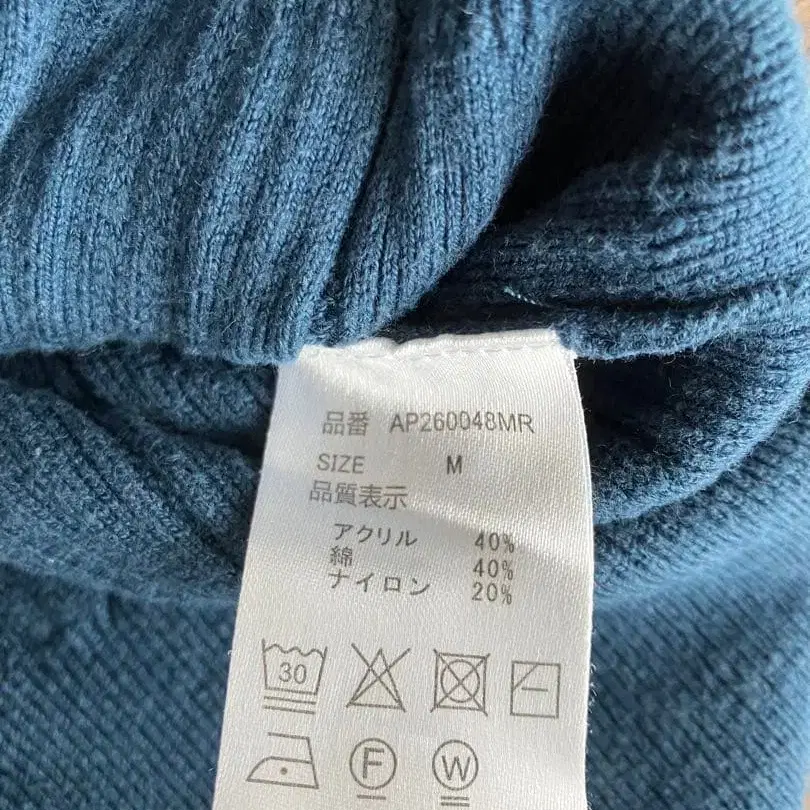 品番 AP260048MR
SIZE M
品質表示
アクリル 40%
綿 40%
ナイロン 20%
30
F W